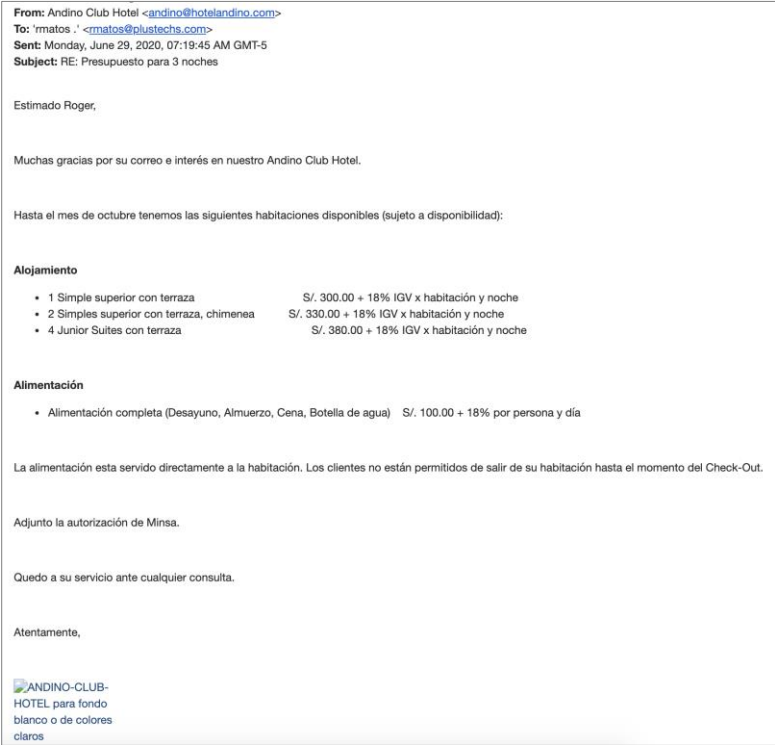 From: Andino Club Hotel <andino@hotelandino.com>
To: 'rmatos .' <rmatos@plustechs.com>
Sent: Monday, June 29, 2020, 07:19:45 AM GMT-5
Subject: RE: Presupuesto para 3 noches
Estimado Roger,
Muchas gracias por su correo e interés en nuestro Andino Club Hotel.
Hasta el mes de octubre tenemos las siguientes habitaciones disponibles (sujeto a disponibilidad):
Alojamiento
• 1 Simple superior con terraza S/. 300.00 + 18% IGV x habitación y noche
• 2 Simples superior con terraza, chimenea S/. 330.00 + 18% IGV x habitación y noche
• 4 Junior Suites con terraza S/. 380.00 + 18% IGV x habitación y noche
Alimentación
• Alimentación completa (Desayuno, Almuerzo, Cena, Botella de agua) S/. 100.00 + 18% por persona y día
La alimentación esta servido directamente a la habitación. Los clientes no están permitidos de salir de su habitación hasta el momento del Check-Out.
Adjunto la autorización de Minsa.
Quedo a su servicio ante cualquier consulta.
Atentamente,
ANDINO-CLUB-
HOTEL para fondo
blanco o de colores
claros